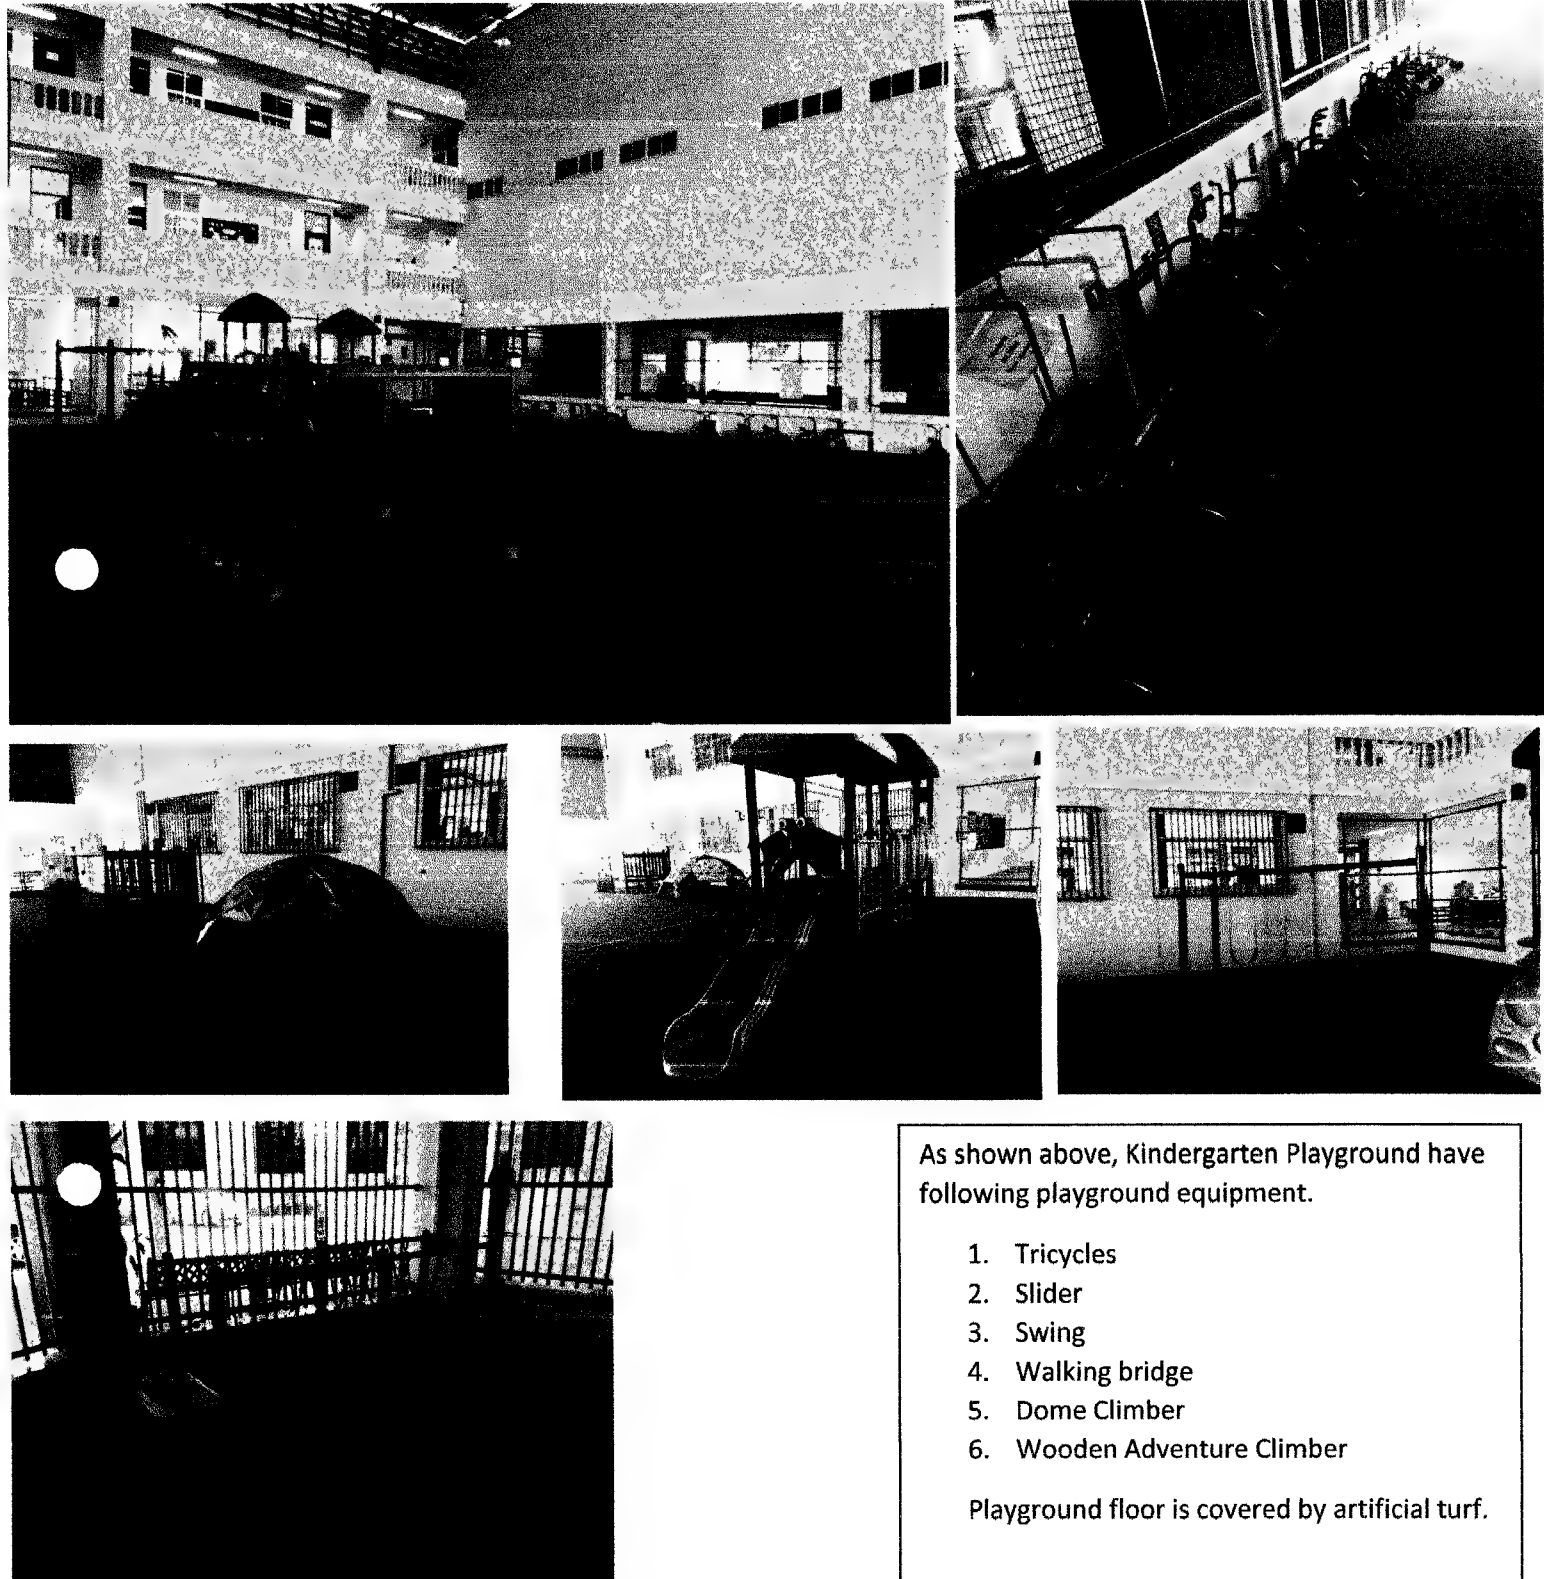 As shown above, Kindergarten Playground have
following playground equipment.
1. Tricycles
2. Slider
3. Swing
4. Walking bridge
5. Dome Climber
6. Wooden Adventure Climber
Playground floor is covered by artificial turf.